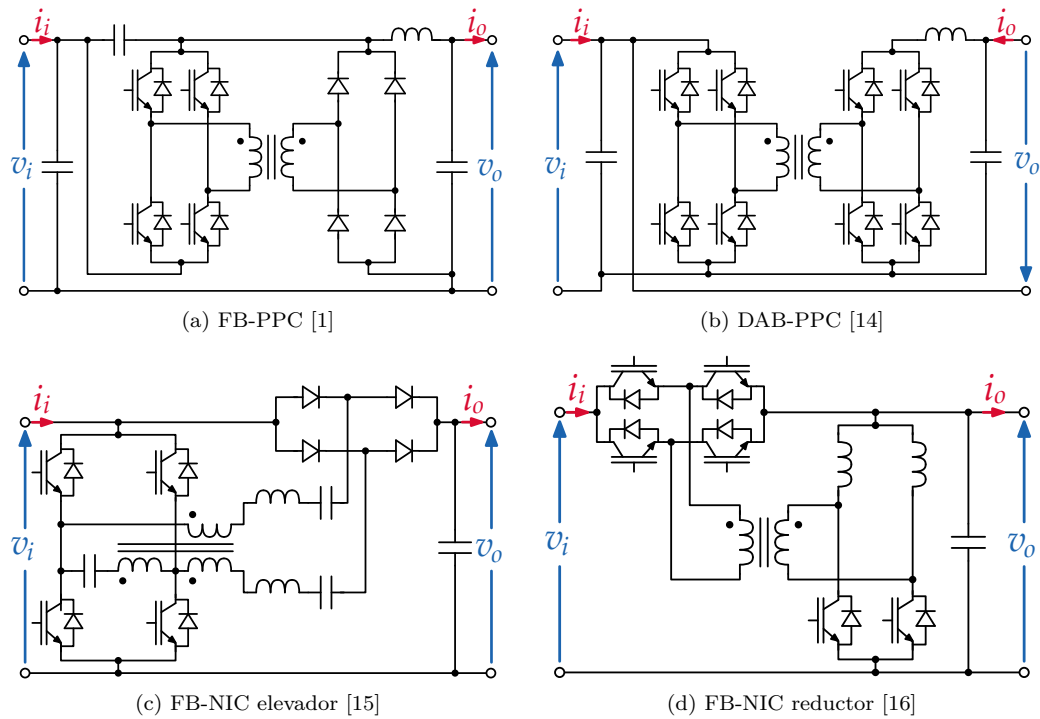 i_i i_o i_i i_o
v_i v_o v_i v_o
(a) FB-PPC [1] (b) DAB-PPC [14]
i_i i_o i_i i_o
v_i v_o v_i v_o
(c) FB-NIC elevador [15] (d) FB-NIC reductor [16]